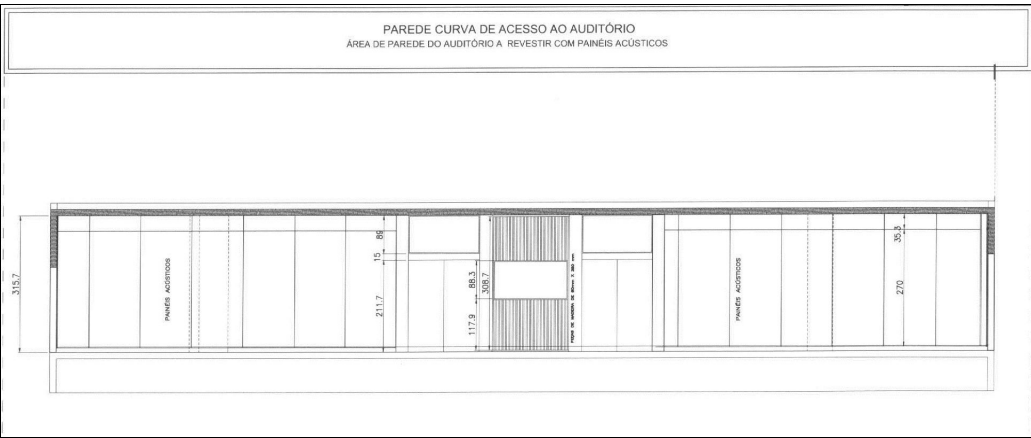 PAREDE CURVA DE ACESSO AO AUDITÓRIO
ÁREA DE PAREDE DO AUDITÓRIO A REVESTIR COM PAINÉIS ACÚSTICOS
315.7
PAINÉIS ACÚSTICOS
89
15
211.7
88.3
308.7
117.9
PAINÉIS ACÚSTICOS
35.3
270